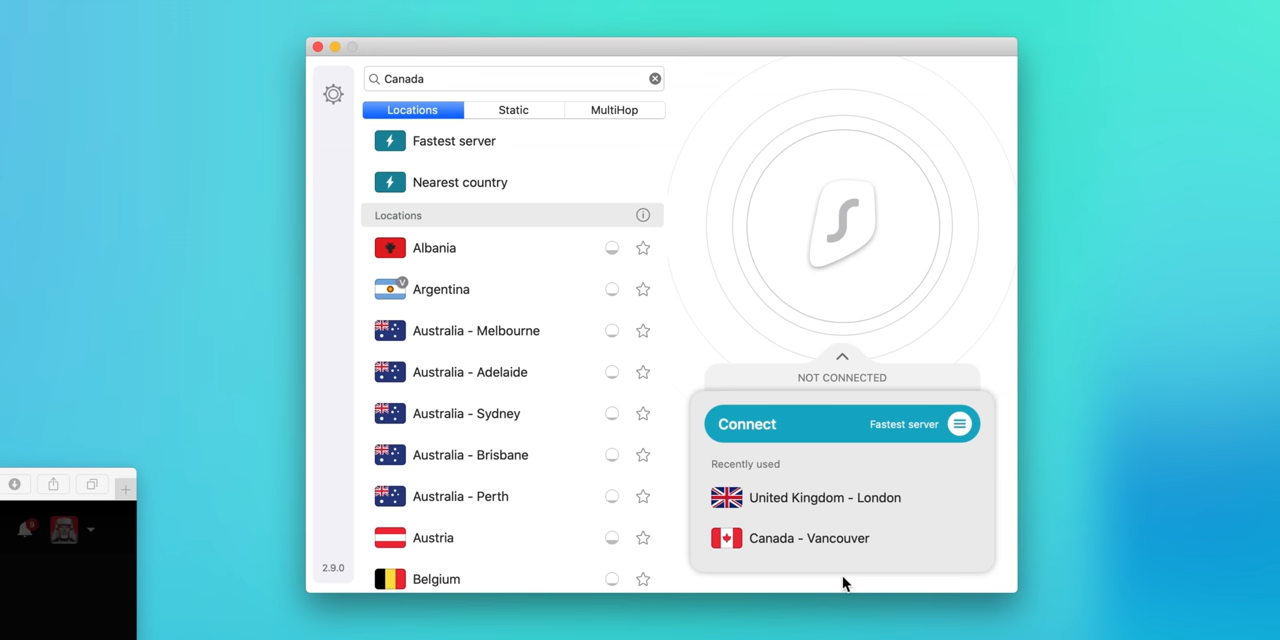 Canada
Locations
Static
MultiHop
Fastest server
Nearest country
Locations
Albania
V
Argentina
Australia - Melbourne
Australia - Adelaide
Australia - Sydney
Australia - Brisbane
Australia - Perth
Austria
Belgium
2.9.0
NOT CONNECTED
Connect
Fastest server
Recently used
United Kingdom - London
Canada - Vancouver
9